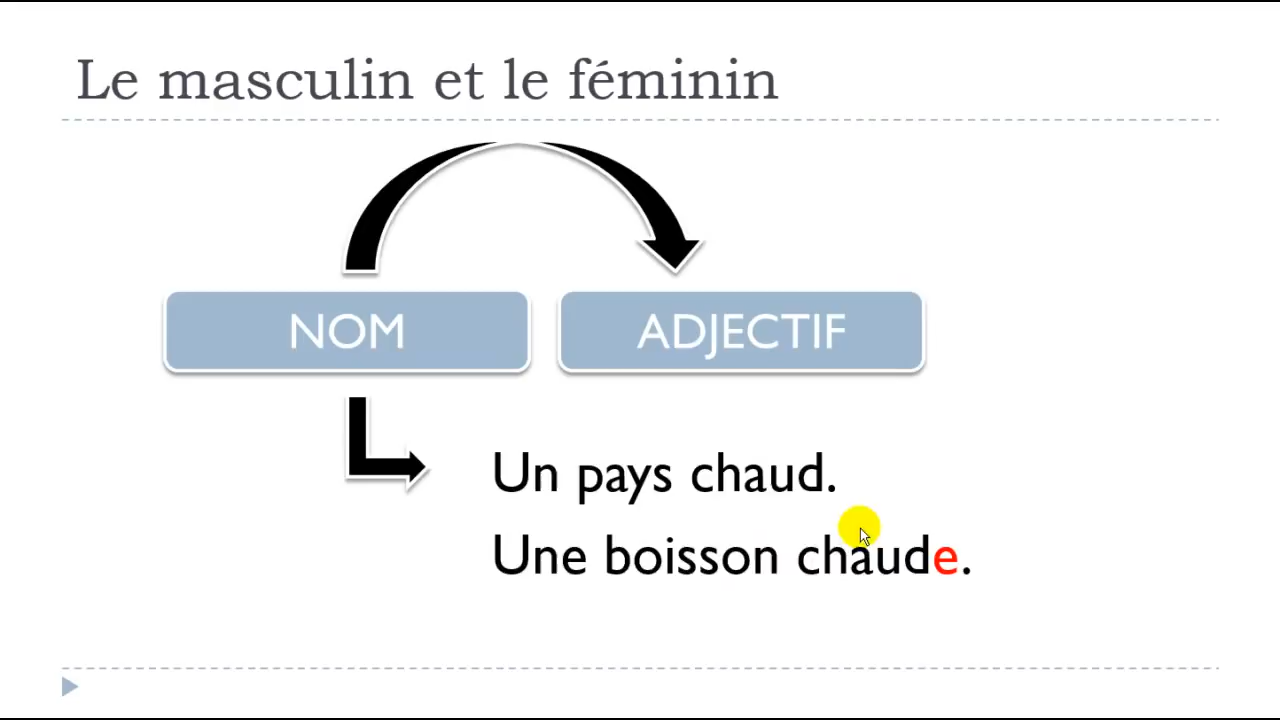 Le masculin et le féminin
NOM
ADJECTIF
Un pays chaud.
Une boisson chaude.